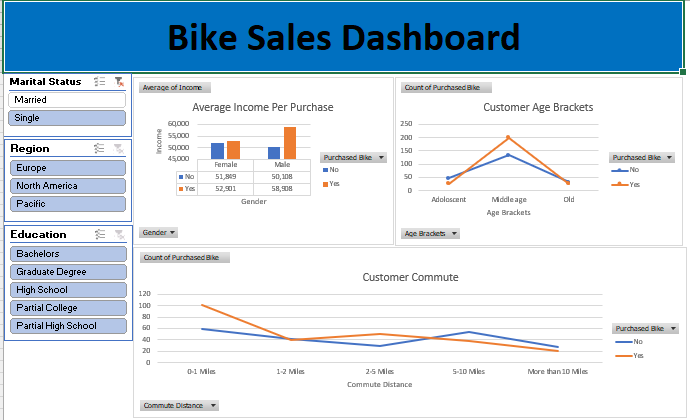 Bike Sales Dashboard
Marital Status
Married
Single
Region
Europe
North America
Pacific
Education
Bachelors
Graduate Degree
High School
Partial College
Partial High School
Average of Income
Average Income Per Purchase
60,000
55,000
50,000
45,000
Income
Female Male
No 51,849 50,108
Yes 52,901 58,908
Gender
Purchased Bike
No
Yes
Gender
Count of Purchased Bike
Customer Age Brackets
250
200
150
100
50
0
Adoloscent Middle age Old
Age Brackets
Purchased Bike
No
Yes
Age Brackets
Count of Purchased Bike
Customer Commute
120
100
80
60
40
20
0
0-1 Miles 1-2 Miles 2-5 Miles 5-10 Miles More than 10 Miles
Commute Distance
Purchased Bike
No
Yes
Commute Distance